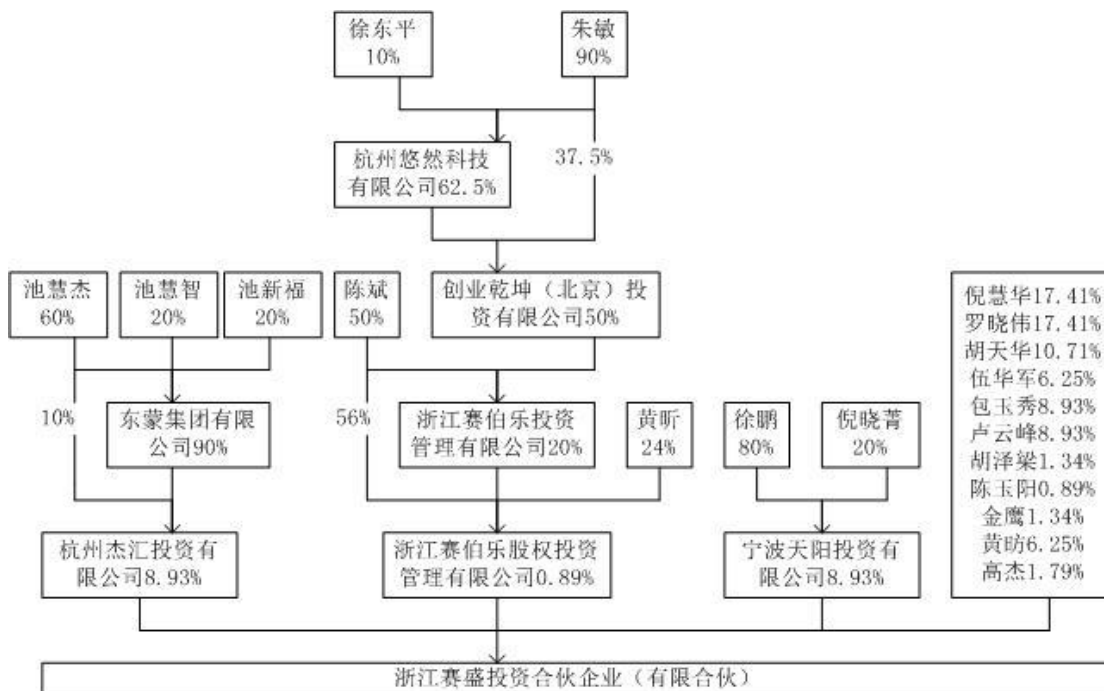 徐东平
10%
朱敏
90%
杭州悠然科技
有限公司62.5%
37.5%
池慧杰
60%
池慧智
20%
池新福
20%
陈斌
50%
创业乾坤（北京）投
资有限公司50%
10%
东蒙集团有限
公司90%
56%
浙江赛伯乐投资
管理有限公司20%
黄昕
24%
徐鹏
80%
倪晓菁
20%
杭州杰汇投资有
限公司8.93%
浙江赛伯乐股权投资
管理有限公司0.89%
宁波天阳投资有
限公司8.93%
倪慧华17.41%
罗晓伟17.41%
胡天华10.71%
伍华军6.25%
包玉秀8.93%
卢云峰8.93%
胡泽梁1.34%
陈玉阳0.89%
金鹰1.34%
黄昉6.25%
高杰1.79%
浙江赛盛投资合伙企业（有限合伙）